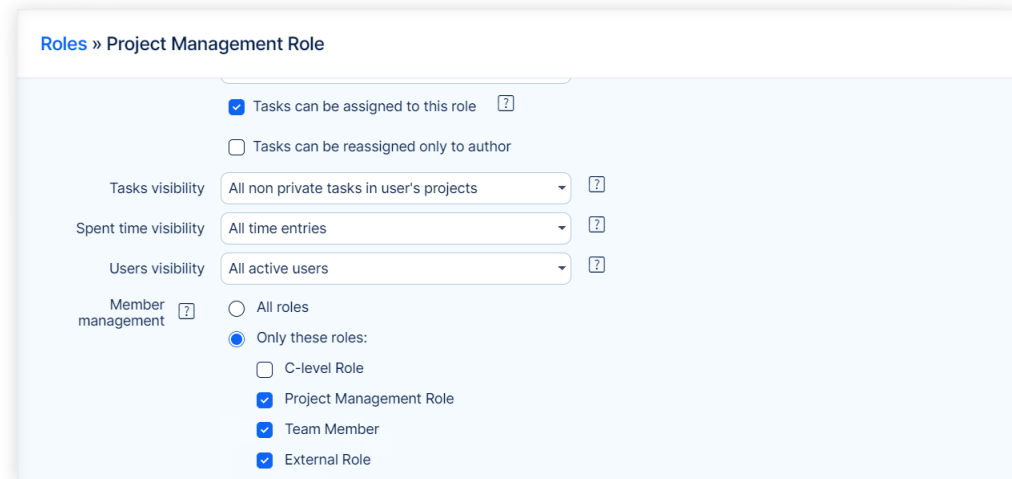 Roles » Project Management Role
Tasks can be assigned to this role ?
Tasks can be reassigned only to author
Tasks visibility All non private tasks in user's projects ?
Spent time visibility All time entries ?
Users visibility All active users ?
Member management ? All roles
Only these roles:
C-level Role
Project Management Role
Team Member
External Role